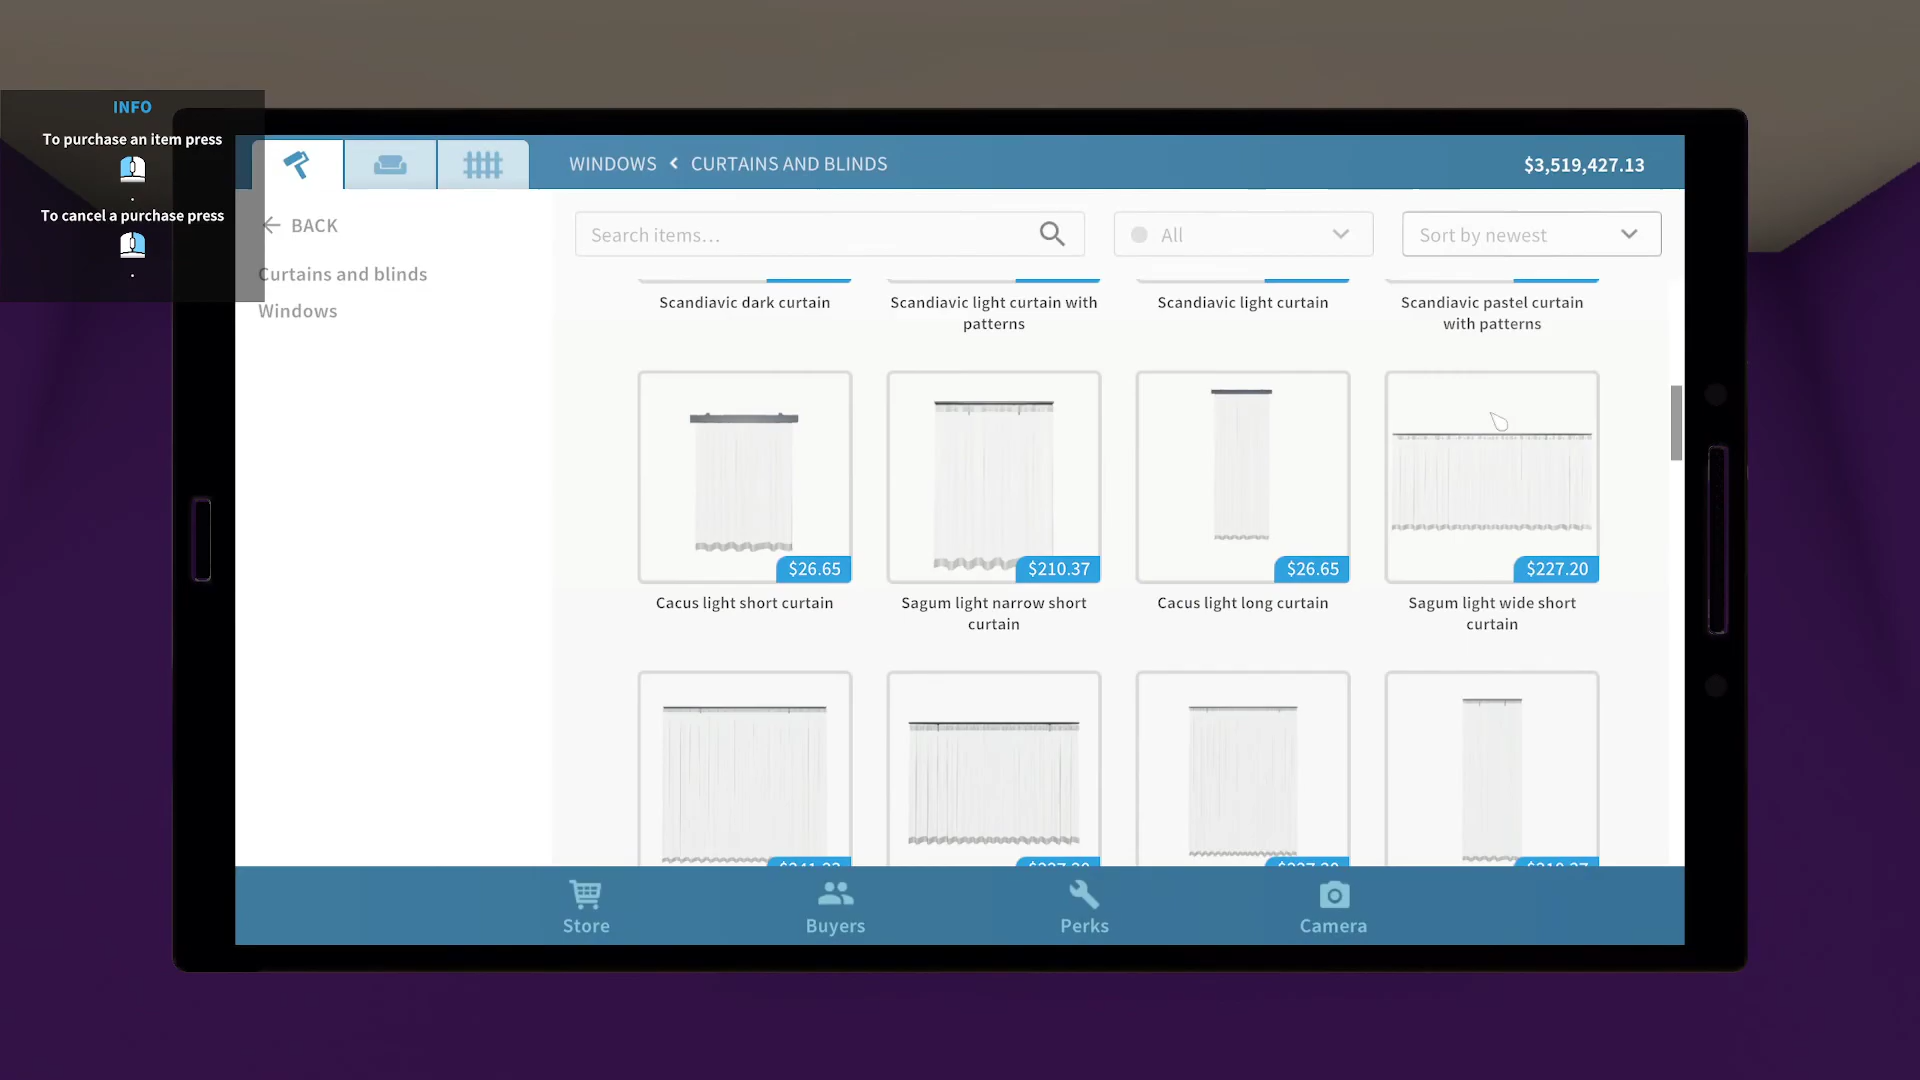 INFO
To purchase an item press
.
To cancel a purchase press
.
WINDOWS < CURTAINS AND BLINDS
$3,519,427.13
BACK
Curtains and blinds
Windows
Search items...
All
Sort by newest
Scandiavic dark curtain
Scandiavic light curtain with
patterns
Scandiavic light curtain
Scandiavic pastel curtain
with patterns
$26.65
$210.37
$26.65
$227.20
Cacus light short curtain
Sagum light narrow short
curtain
Cacus light long curtain
Sagum light wide short
curtain
Store
Buyers
Perks
Camera